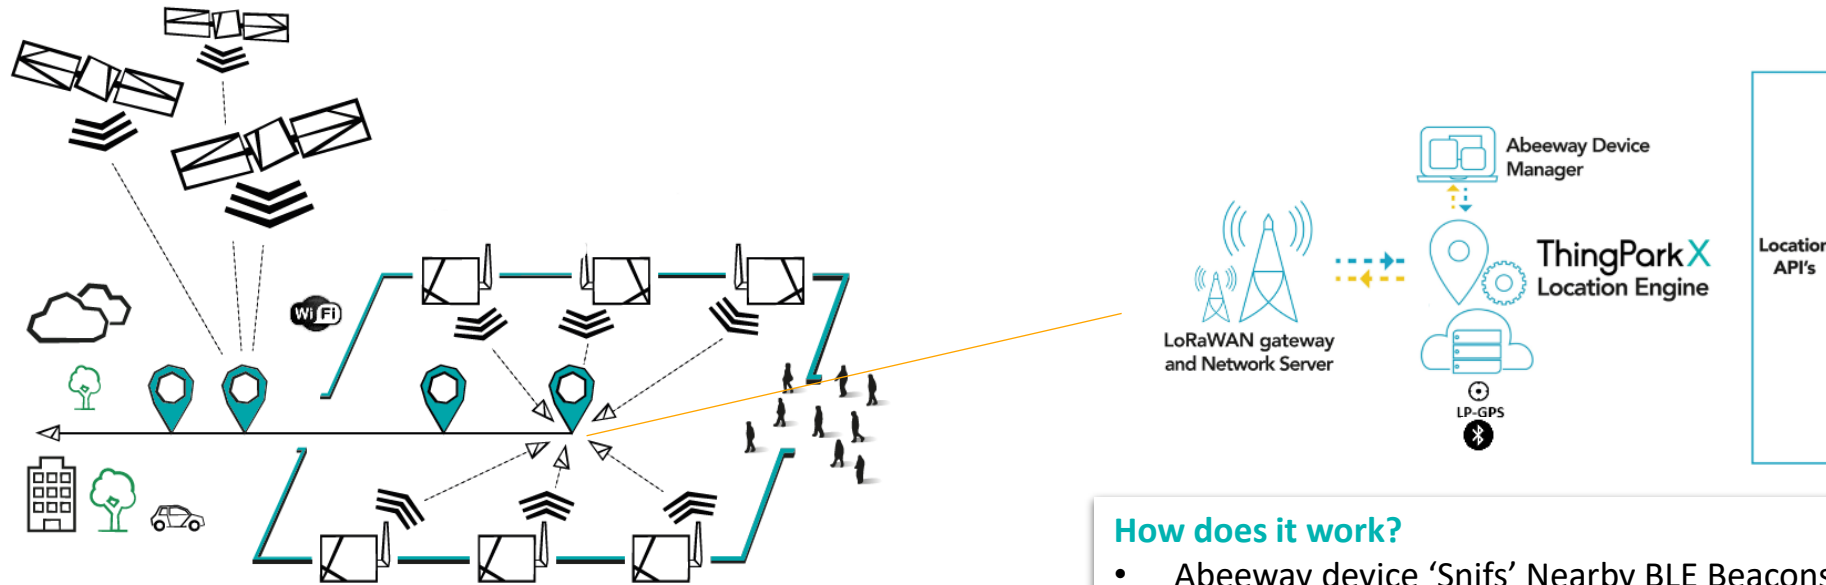 WiFi
Abeeway Device
Manager
ThingPark X
Location Engine
LoRaWAN gateway
and Network Server
LP-GPS
Location
API's
How does it work?
• Abeeway device ‘Snifs’ Nearby BLE Beacons